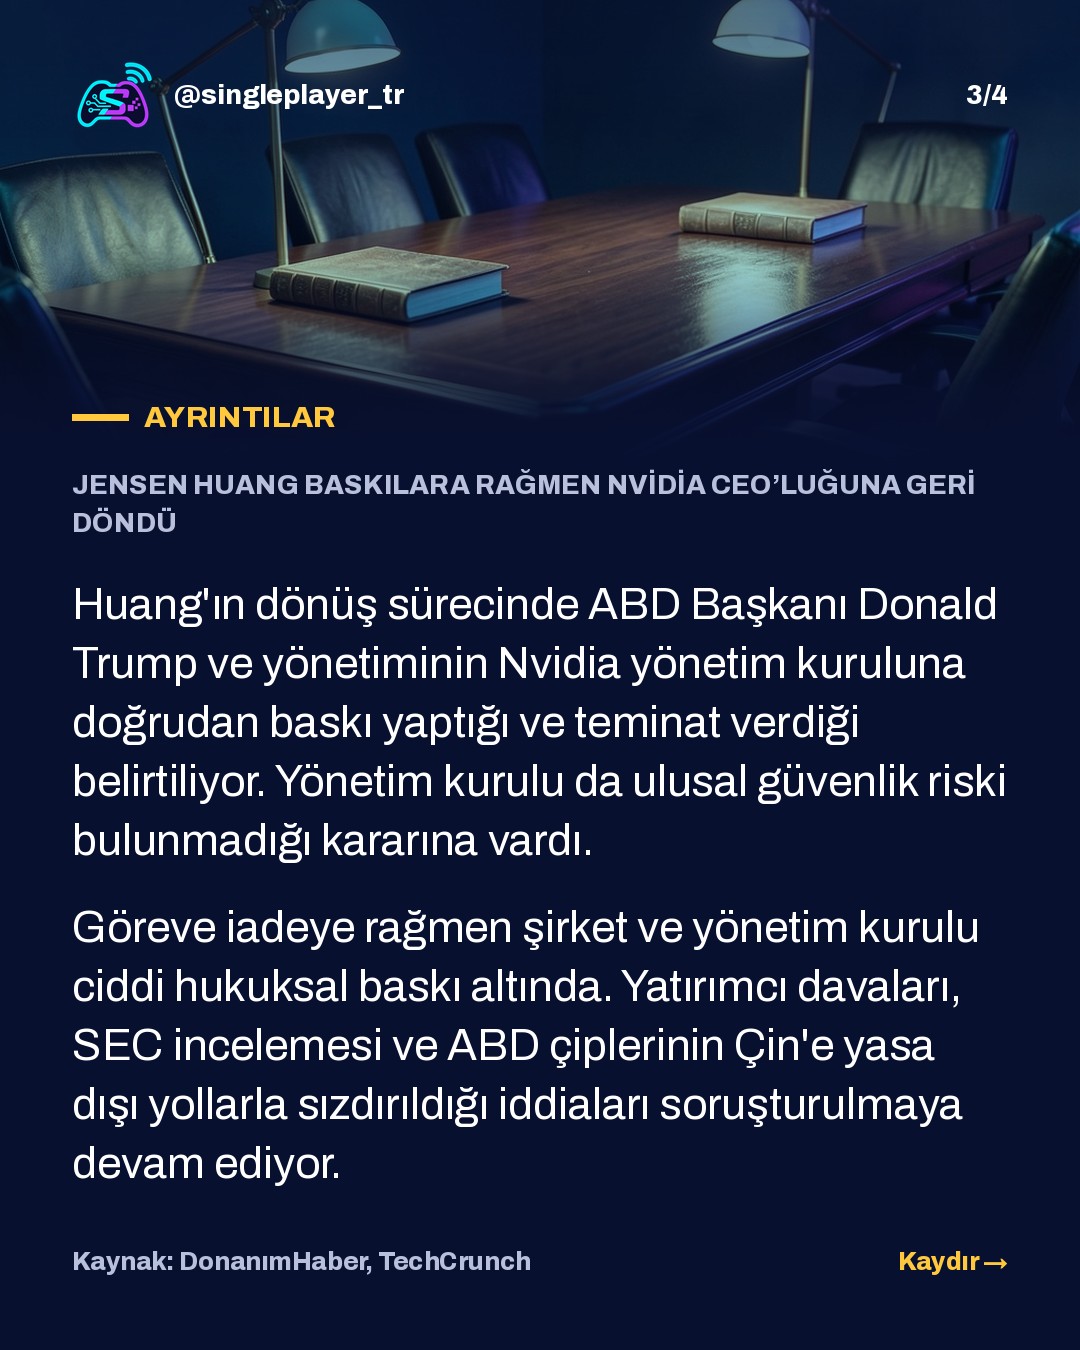 @singleplayer_tr
3/4
AYRINTILAR
JENSEN HUANG BASKILARA RAĞMEN NVİDİA CEO’LUĞUNA GERİ
DÖNDÜ
Huang'ın dönüş sürecinde ABD Başkanı Donald
Trump ve yönetiminin Nvidia yönetim kuruluna
doğrudan baskı yaptığı ve teminat verdiği
belirtiliyor. Yönetim kurulu da ulusal güvenlik riski
bulunmadığı kararına vardı.
Göreve iadeye rağmen şirket ve yönetim kurulu
ciddi hukuksal baskı altında. Yatırımcı davaları,
SEC incelemesi ve ABD çiplerinin Çin'e yasa
dışı yollarla sızdırıldığı iddiaları soruşturulmaya
devam ediyor.
Kaynak: DonanımHaber, TechCrunch
Kaydır→